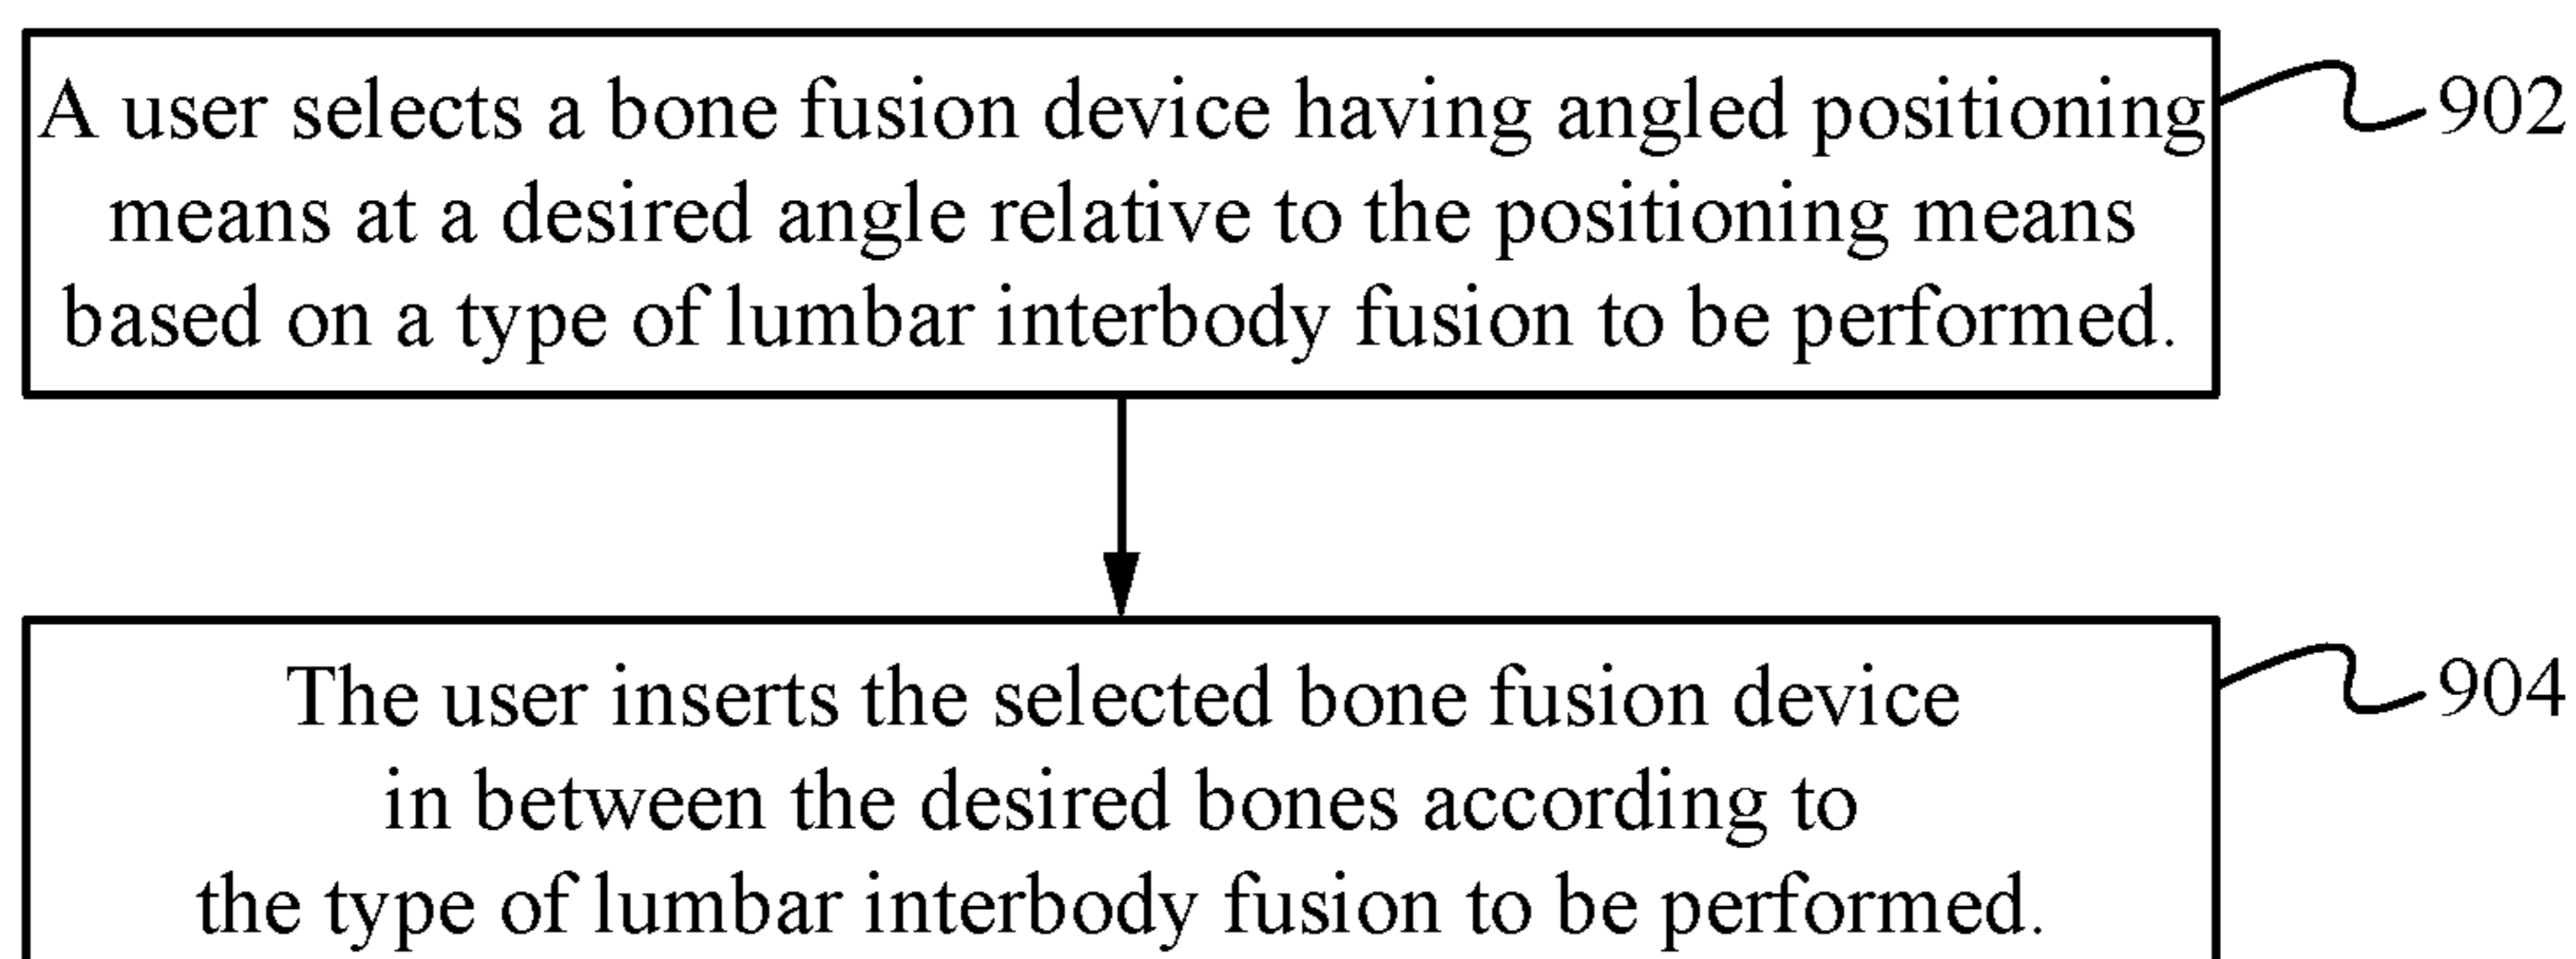 A user selects a bone fusion device having angled positioning
902
means at a desired angle relative to the positioning means
based on a type of lumbar interbody fusion to be performed.
The user inserts the selected bone fusion device
904
in between the desired bones according to
the type of lumbar interbody fusion to be performed.